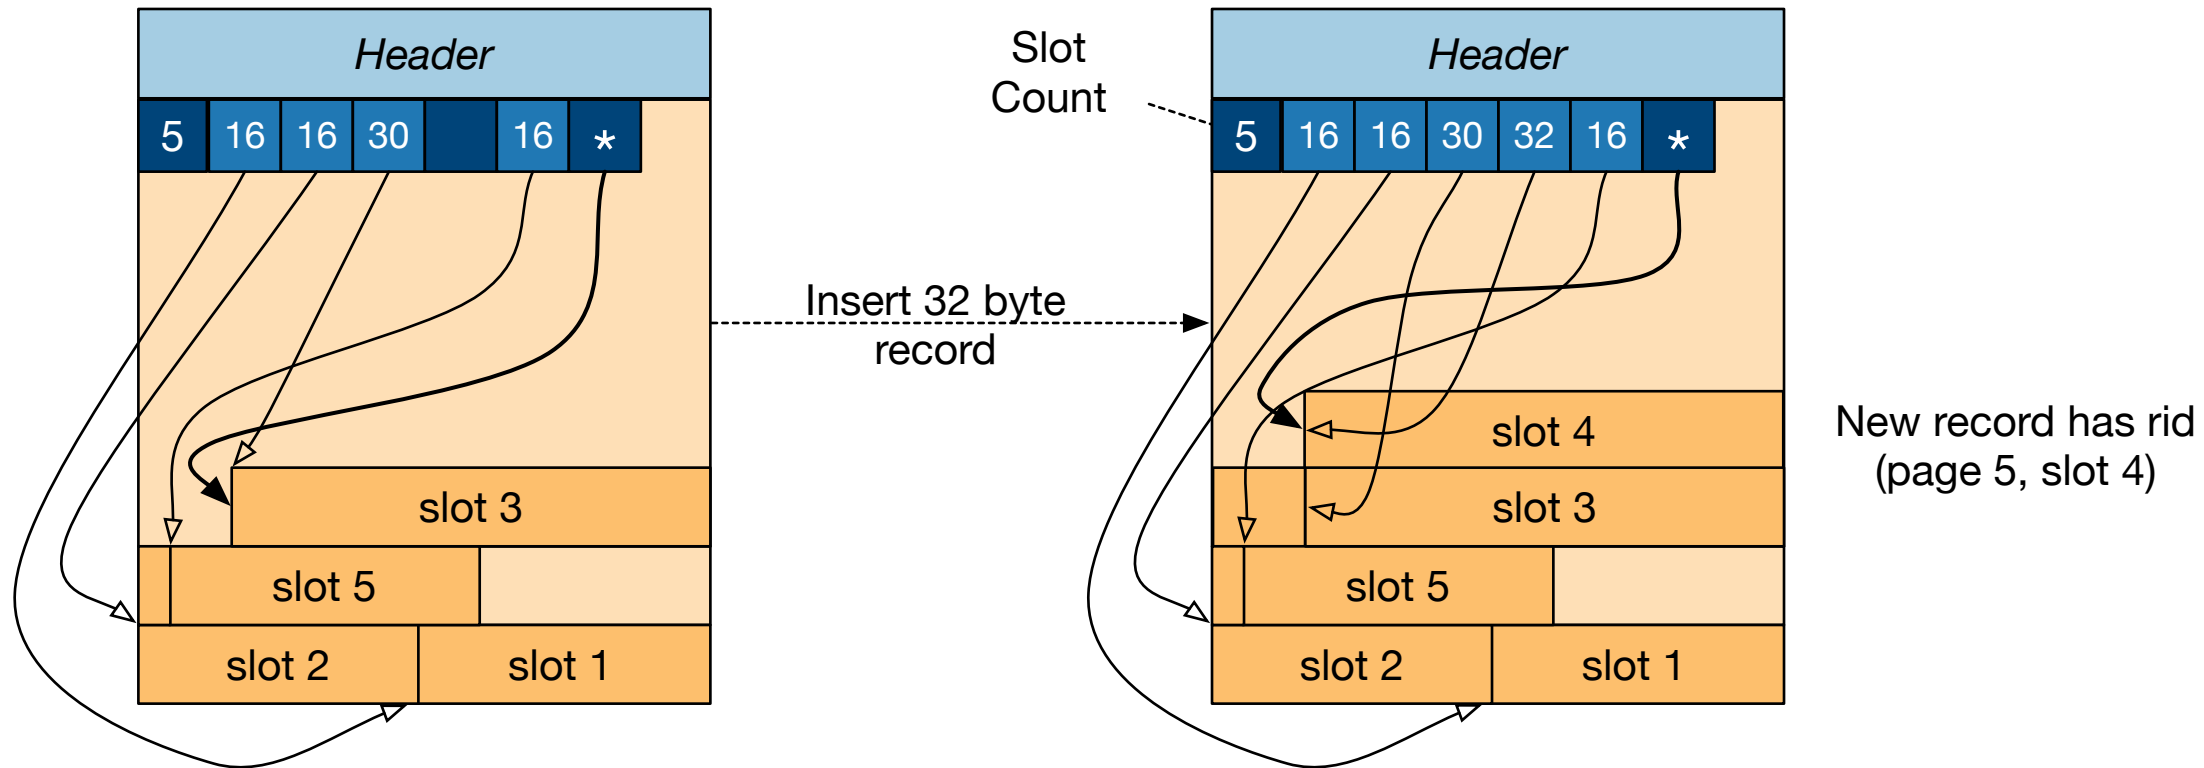 Header
5 16 16 30 16 *
slot 3
slot 5
slot 2 slot 1
Insert 32 byte
record
Slot
Count
Header
5 16 16 30 32 16 *
slot 4
slot 3
slot 5
slot 2 slot 1
New record has rid
(page 5, slot 4)